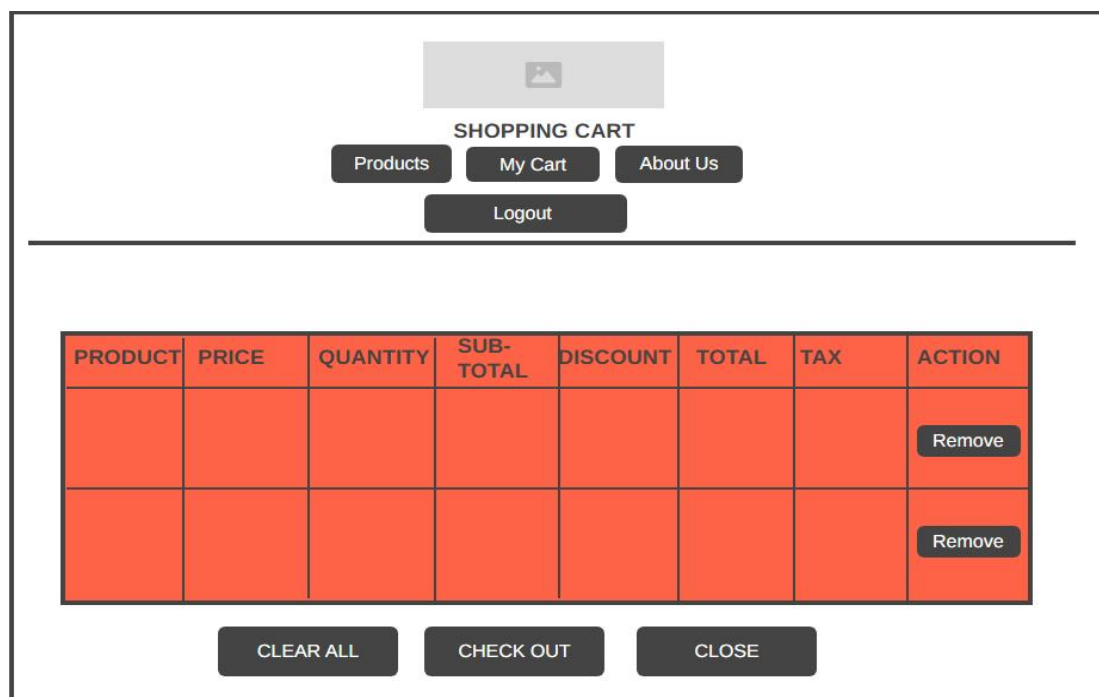 SHOPPING CART
Products My Cart About Us
Logout
PRODUCT PRICE QUANTITY SUB-TOTAL DISCOUNT TOTAL TAX ACTION
Remove
Remove
CLEAR ALL CHECK OUT CLOSE